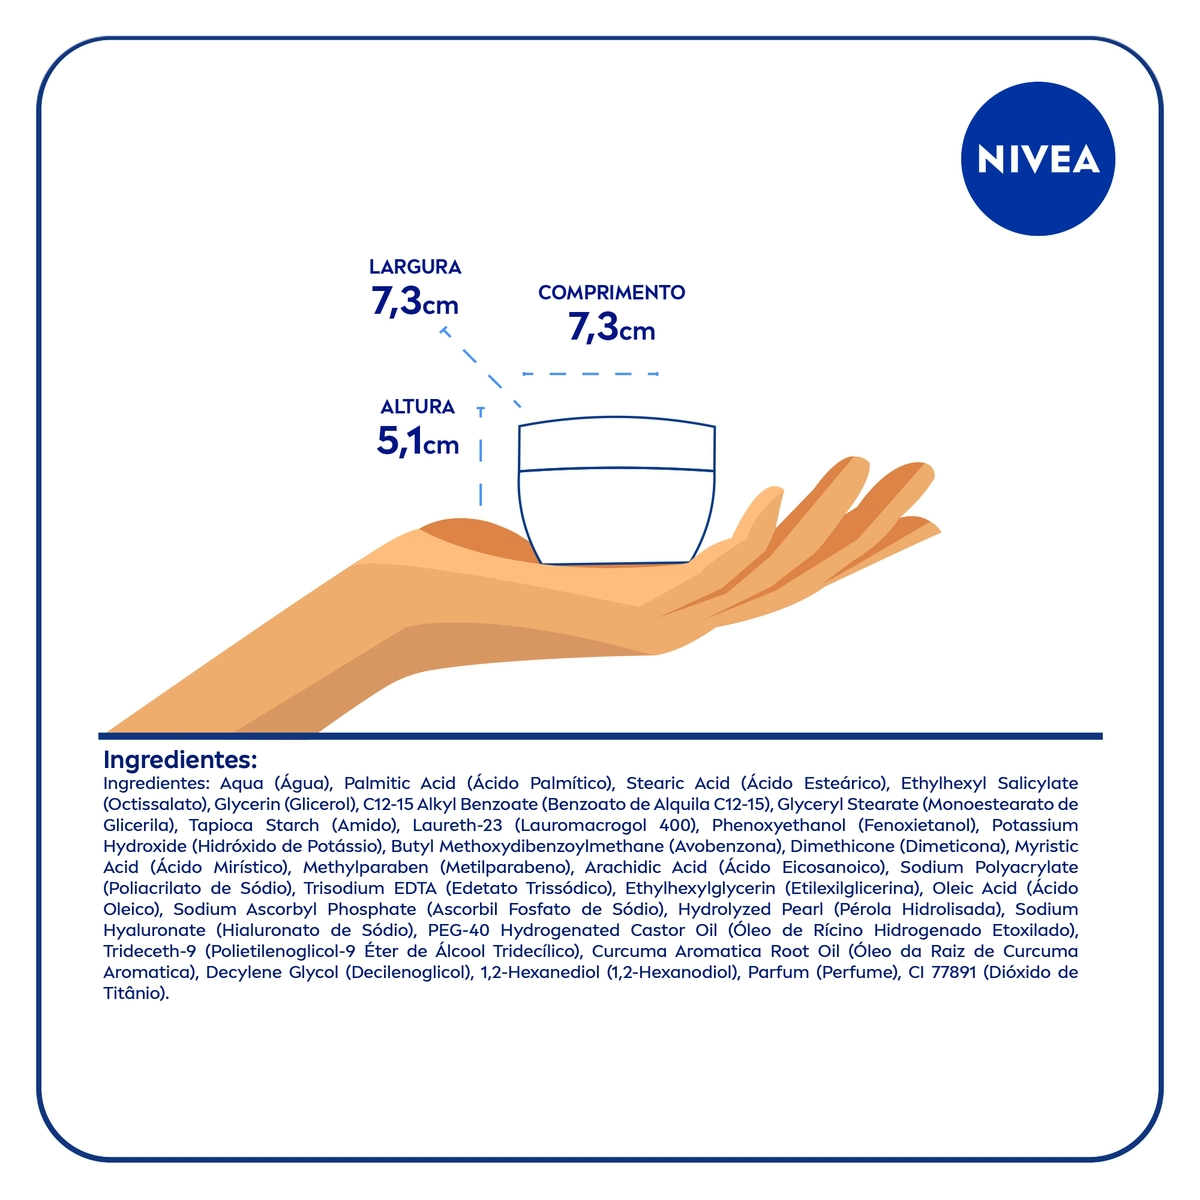 NIVEA
LARGURA
7,3cm
COMPRIMENTO
7,3cm
ALTURA
5,1cm
Ingredientes:
Ingredientes: Aqua (Água), Palmitic Acid (Ácido Palmítico), Stearic Acid (Ácido Esteárico), Ethylhexyl Salicylate
(Octissalato), Glycerin (Glicerol), C12-15 Alkyl Benzoate (Benzoato de Alquila C12-15), Glyceryl Stearate (Monoestearato de
Glicerila), Tapioca Starch (Amido), Laureth-23 (Lauromacrogol 400), Phenoxyethanol (Fenoxietanol), Potassium
Hydroxide (Hidróxido de Potássio), Butyl Methoxydibenzoylmethane (Avobenzona), Dimethicone (Dimeticona), Myristic
Acid (Ácido Mirístico), Methylparaben (Metilparabeno), Arachidic Acid (Ácido Eicosanoico), Sodium Polyacrylate
(Poliacrilato de Sódio), Trisodium EDTA (Edetato Trissódico), Ethylhexylglycerin (Etilexilglicerina), Oleic Acid (Ácido
Oleico), Sodium Ascorbyl Phosphate (Ascorbil Fosfato de Sódio), Hydrolyzed Pearl (Pérola Hidrolisada), Sodium
Hyaluronate (Hialuronato de Sódio), PEG-40 Hydrogenated Castor Oil (Óleo de Rícino Hidrogenado Etoxilado),
Trideceth-9 (Polietilenoglicol-9 Éter de Álcool Tridecílico), Curcuma Aromatica Root Oil (Óleo da Raiz de Curcuma
Aromatica), Decylene Glycol (Decilenoglicol), 1,2-Hexanediol (1,2-Hexanodiol), Parfum (Perfume), CI 77891 (Dióxido de
Titânio).